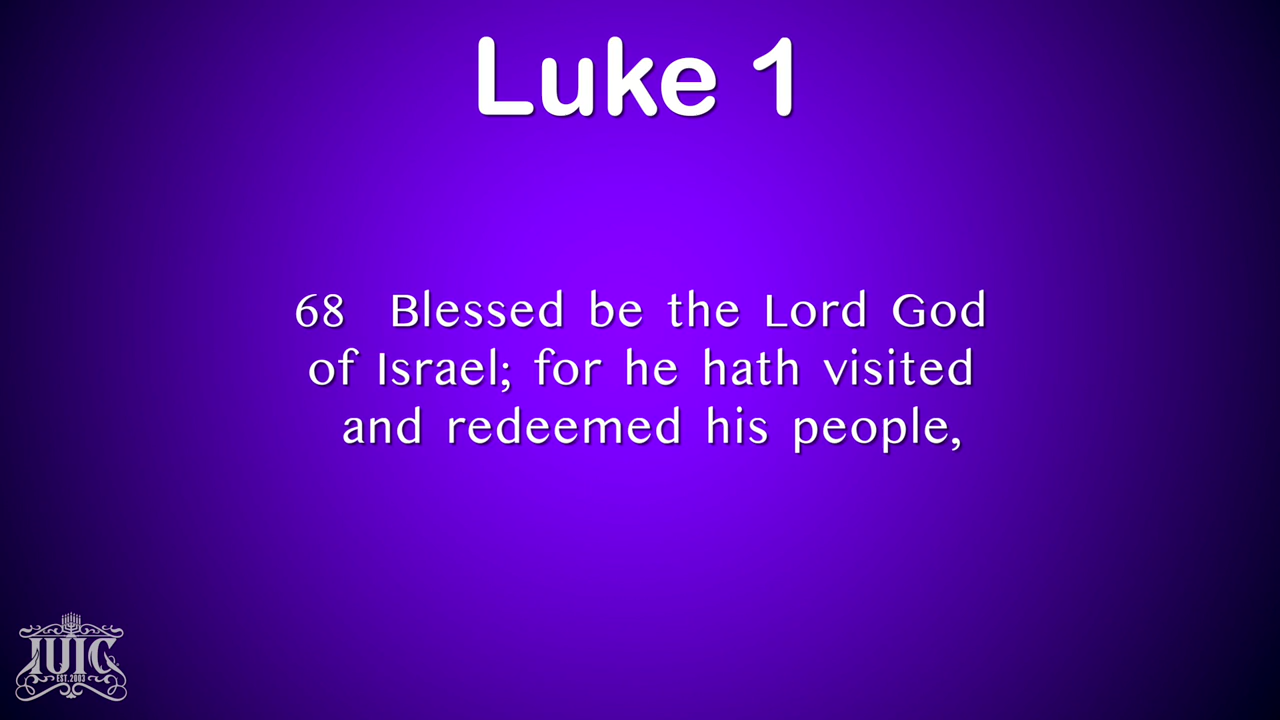 Luke 1
68 Blessed be the Lord God
of Israel; for he hath visited
and redeemed his people,
IUIC
EST.2003